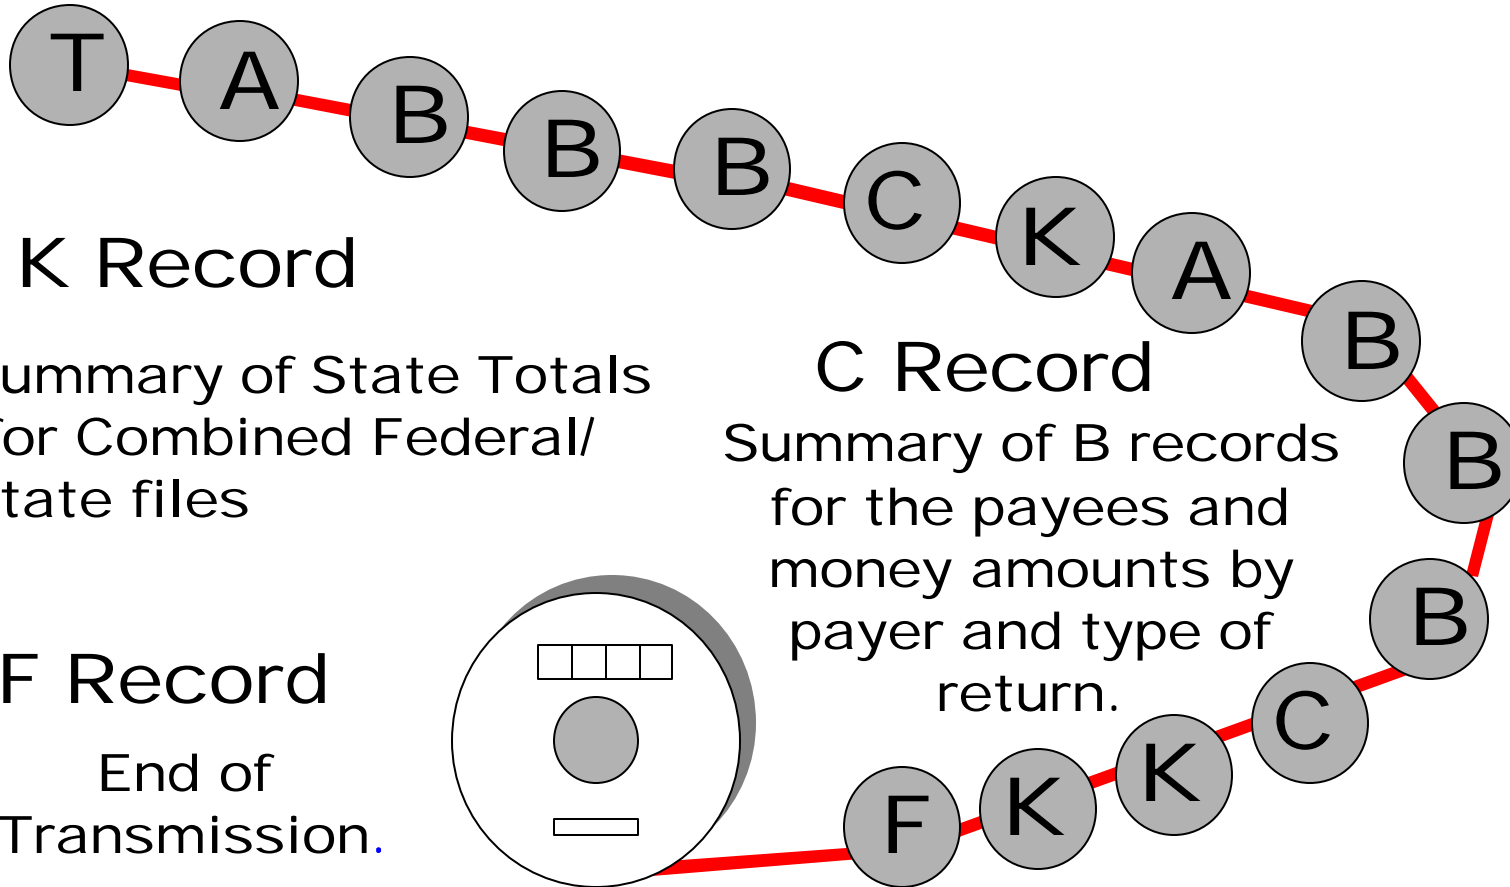 T
A
B
B
B
C
K
A
B
B
B
C
K
K
F
K Record
ummary of State Totals
for Combined Federal/
tate files
C Record
Summary of B records
for the payees and
money amounts by
payer and type of
return.
F Record
End of
Transmission.